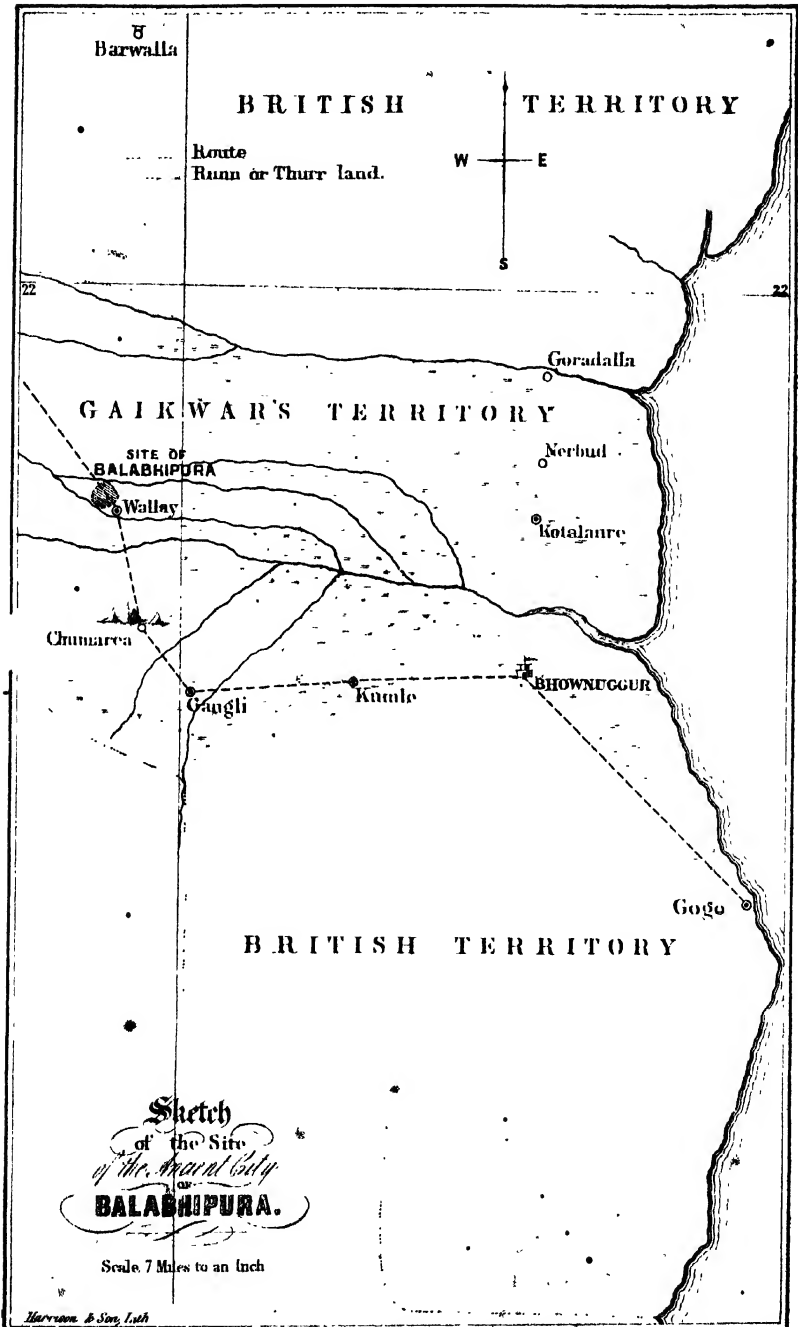 Barwalla
BRITISH TERRITORY
Route
Runn or Thurr land.
W E
S
22 22
Goradalla
GAIKWAR'S TERRITORY
Nerbud
SITE OF
BALABHIPURA
Wallay
Kotalanre
Chumarea
Gangli
Kumle
BHOWNUGGUR
Gogo
BRITISH TERRITORY
Sketch
of the Site
of the Ancient City
OF
BALABHIPURA.
Scale 7 Miles to an Inch
Harrison & Son, Lith